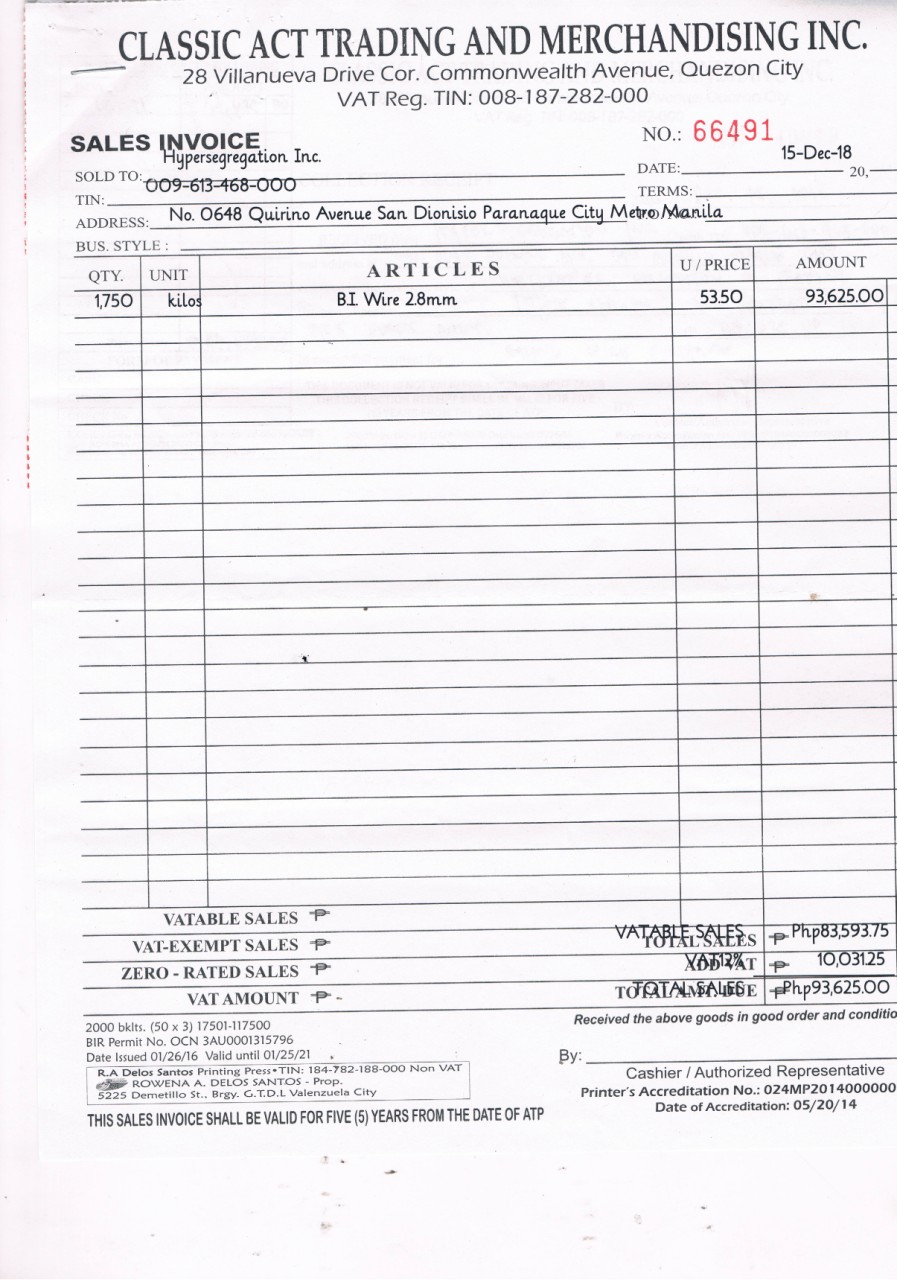 CLASSIC ACT TRADING AND MERCHANDISING INC.
28 Villanueva Drive Cor. Commonwealth Avenue, Quezon City
VAT Reg. TIN: 008-187-282-000
SALES INVOICE
NO.: 66491
SOLD TO: Hypersegregation Inc.
DATE: 15-Dec-18 20,
TIN: 009-613-468-000
TERMS:
ADDRESS: No. 0648 Quirino Avenue San Dionisio Paranaque City Metro Manila
BUS. STYLE :
QTY. UNIT ARTICLES U / PRICE AMOUNT
1,750 kilos B.I. Wire 2.8mm 53.50 93,625.00
VATABLE SALES ₱
VATABLE SALES
TOTAL SALES ₱ Php83,593.75
VAT-EXEMPT SALES ₱
VAT12%
ADD VAT ₱ 10,031.25
ZERO - RATED SALES ₱
TOTAL SALES
TOTAL AMT. DUE ₱ Php93,625.00
VAT AMOUNT ₱ -
2000 bklts. (50 x 3) 17501-117500
BIR Permit No. OCN 3AU0001315796
Date Issued 01/26/16 Valid until 01/25/21
R.A Delos Santos Printing Press • TIN: 184-782-188-000 Non VAT
ROWENA A. DELOS SANTOS - Prop.
5225 Demetillo St., Brgy. G.T.D.L Valenzuela City
THIS SALES INVOICE SHALL BE VALID FOR FIVE (5) YEARS FROM THE DATE OF ATP
Received the above goods in good order and conditio
By:
Cashier / Authorized Representative
Printer's Accreditation No.: 024MP2014000000
Date of Accreditation: 05/20/14